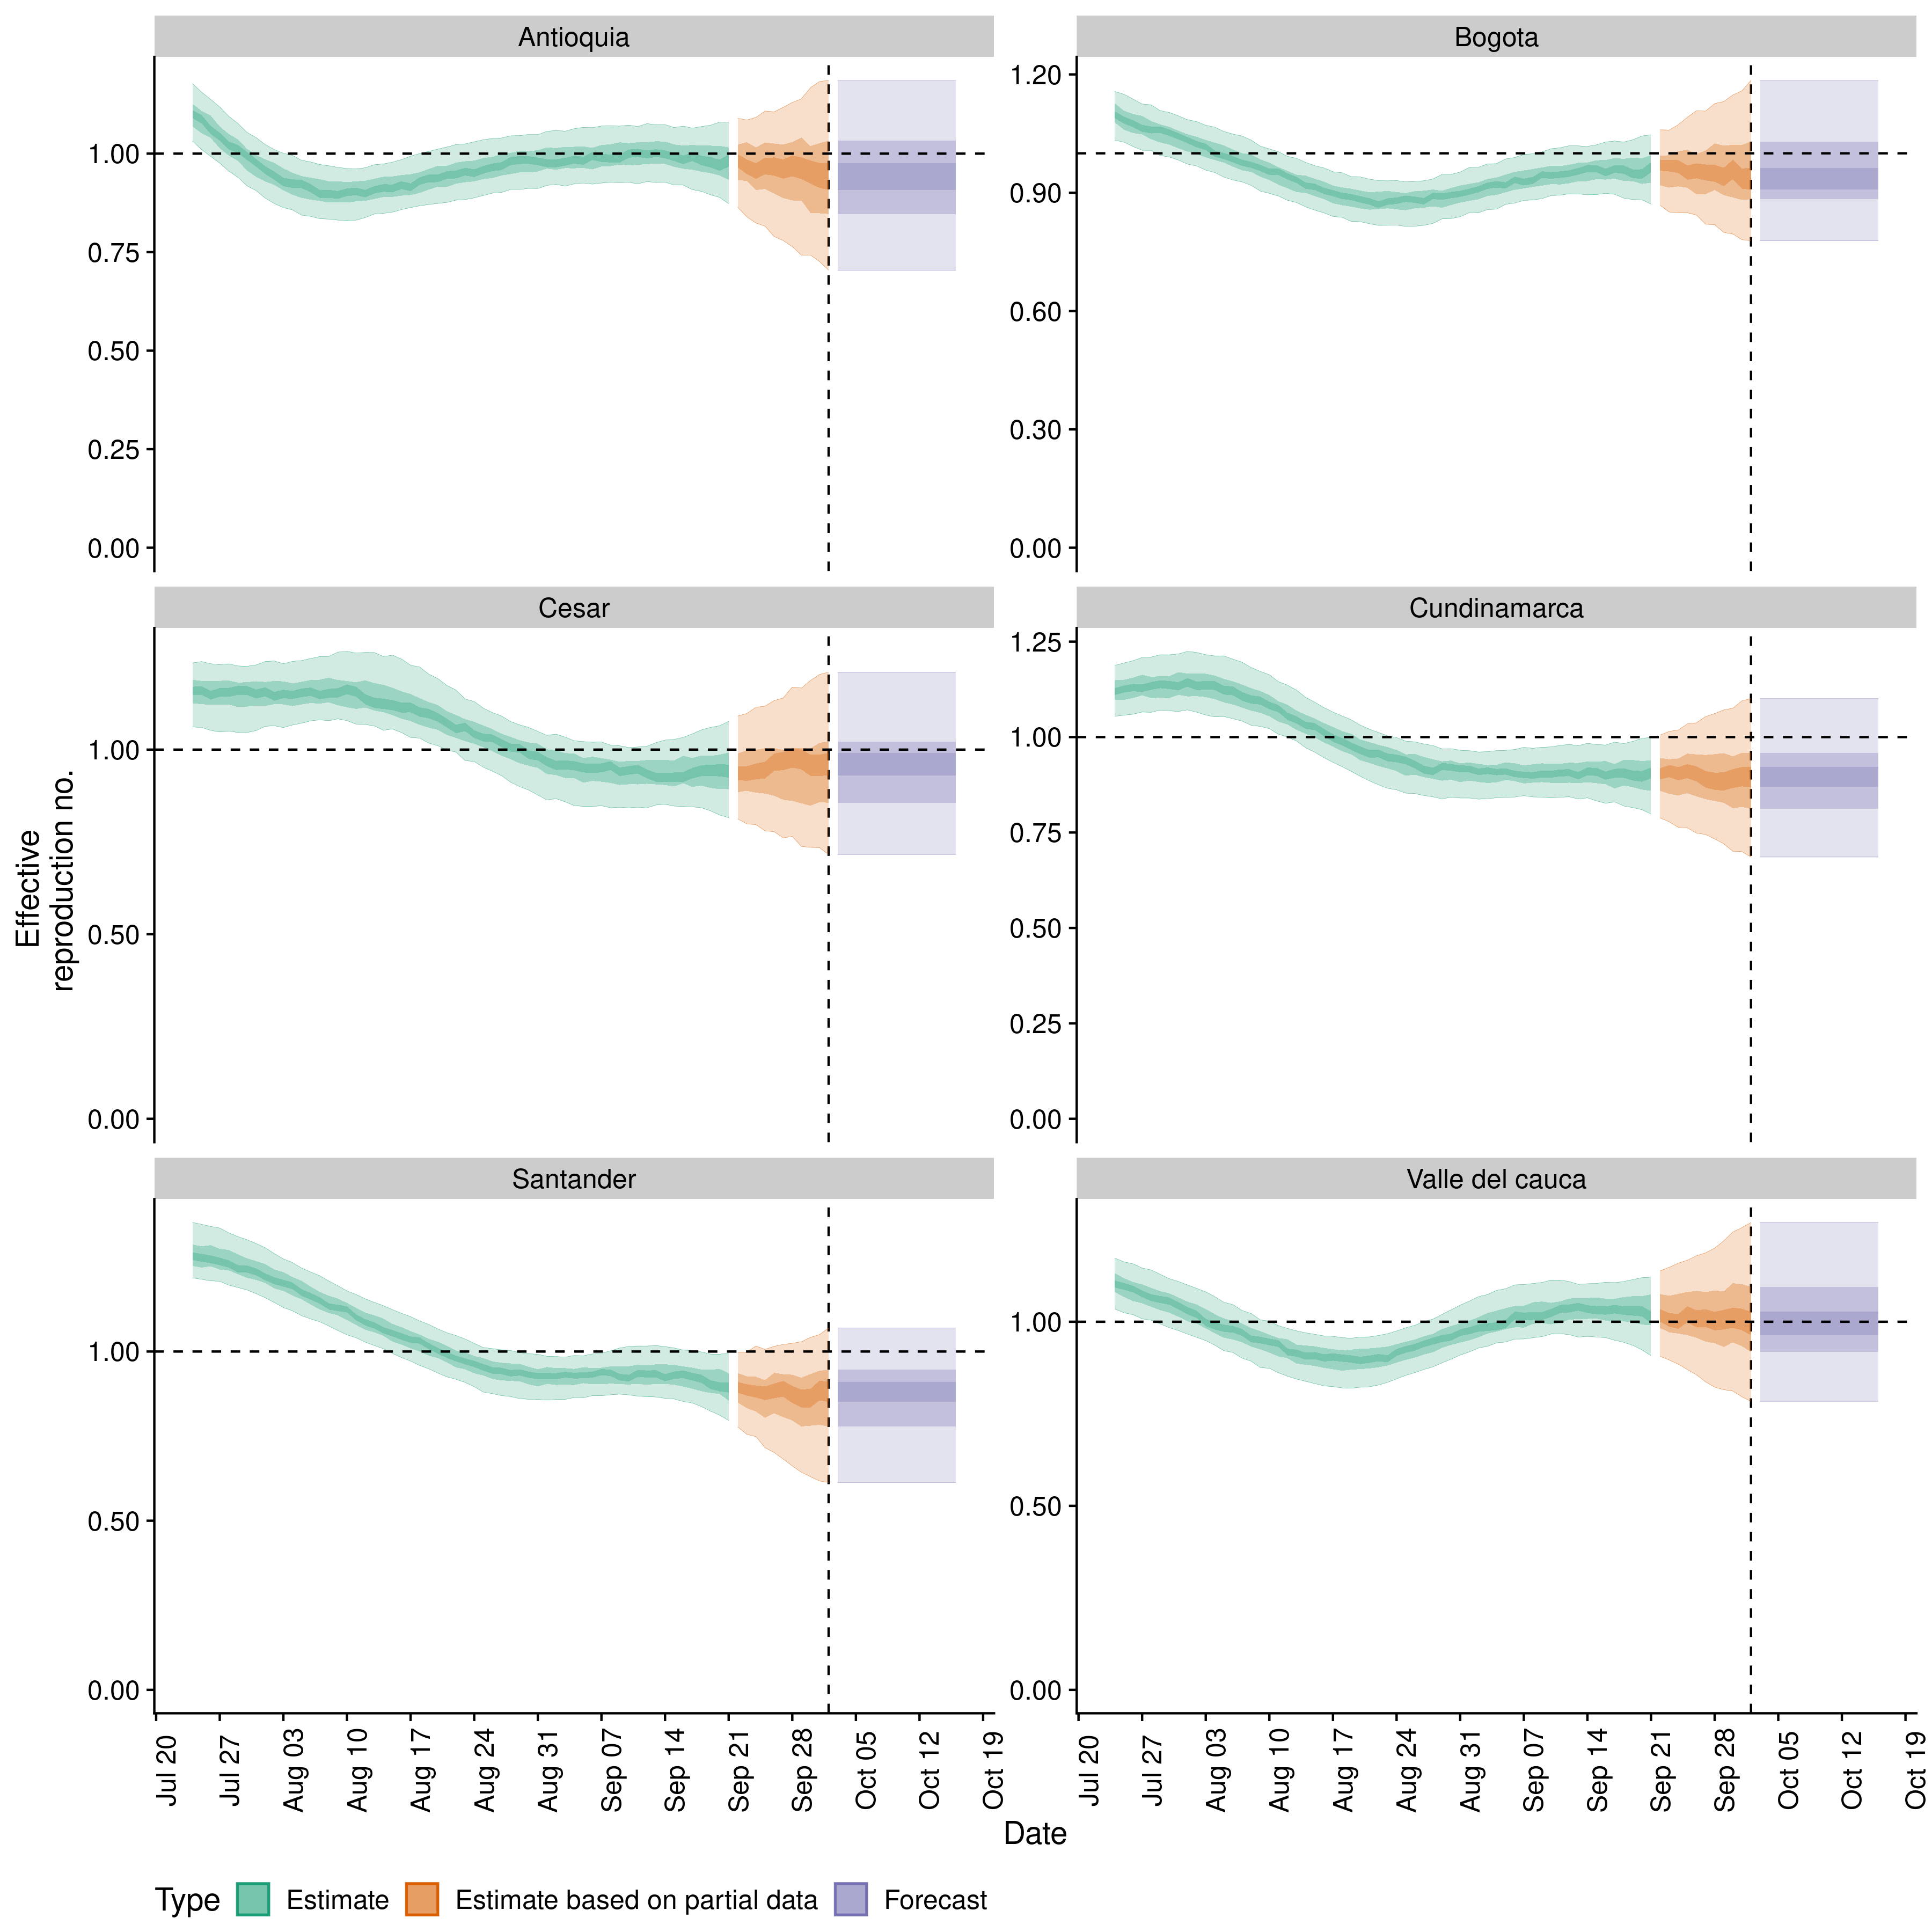 Antioquia
Bogota
1.00
0.75
0.50
0.25
0.00
1.20
0.90
0.60
0.30
0.00
Cesar
Cundinamarca
1.00
0.50
0.00
1.25
1.00
0.75
0.50
0.25
0.00
Effective
reproduction no.
Santander
Valle del cauca
1.00
0.50
0.00
1.00
0.50
0.00
Jul 20
Jul 27
Aug 03
Aug 10
Aug 17
Aug 24
Aug 31
Sep 07
Sep 14
Sep 21
Sep 28
Oct 05
Oct 12
Oct 19
Jul 20
Jul 27
Aug 03
Aug 10
Aug 17
Aug 24
Aug 31
Sep 07
Sep 14
Sep 21
Sep 28
Oct 05
Oct 12
Oct 19
Date
Type Estimate Estimate based on partial data Forecast